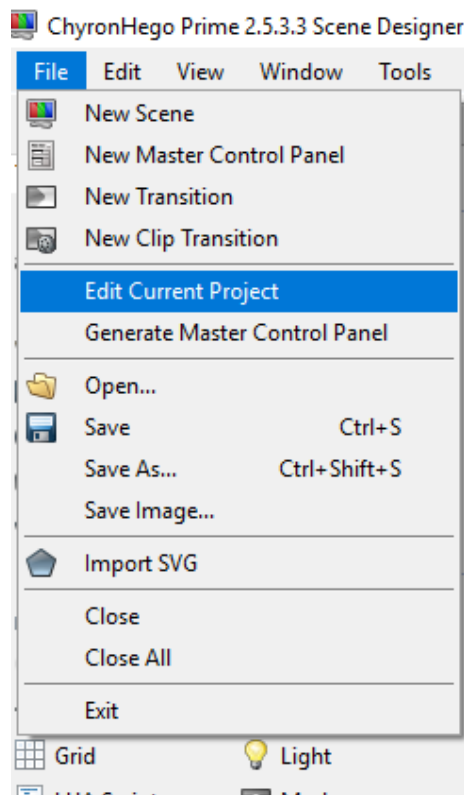 ChyronHego Prime 2.5.3.3 Scene Designer
File Edit View Window Tools
New Scene
New Master Control Panel
New Transition
New Clip Transition
Edit Current Project
Generate Master Control Panel
Open...
Save Ctrl+S
Save As... Ctrl+Shift+S
Save Image...
Import SVG
Close
Close All
Exit
Grid Light